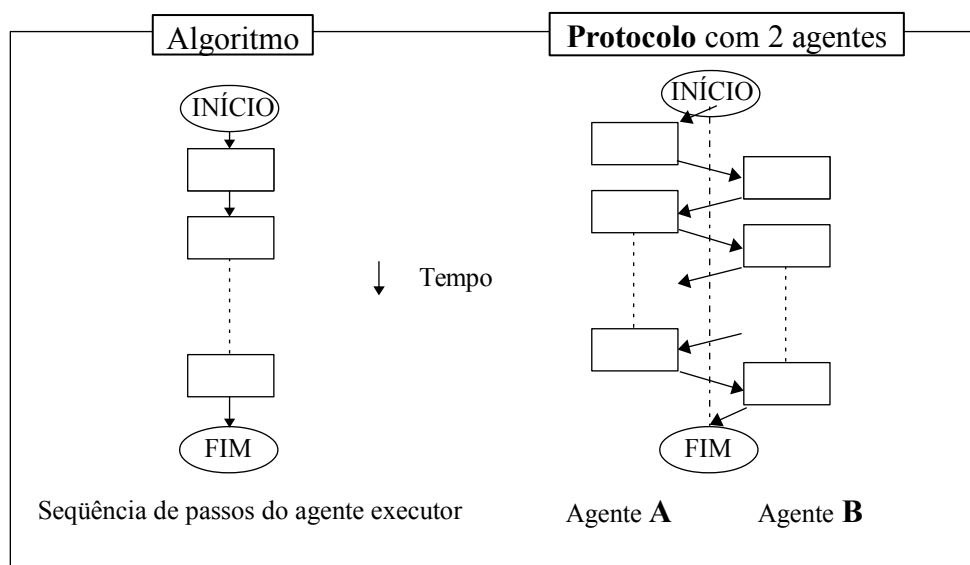 Algoritmo
Protocolo com 2 agentes
INÍCIO
INÍCIO
Tempo
FIM
FIM
Seqüência de passos do agente executor
Agente A
Agente B